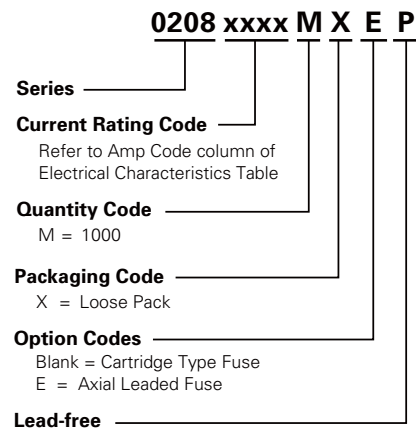 0208 xxxx M X E P
Series
Current Rating Code
Refer to Amp Code column of
Electrical Characteristics Table
Quantity Code
M = 1000
Packaging Code
X = Loose Pack
Option Codes
Blank = Cartridge Type Fuse
E = Axial Leaded Fuse
Lead-free